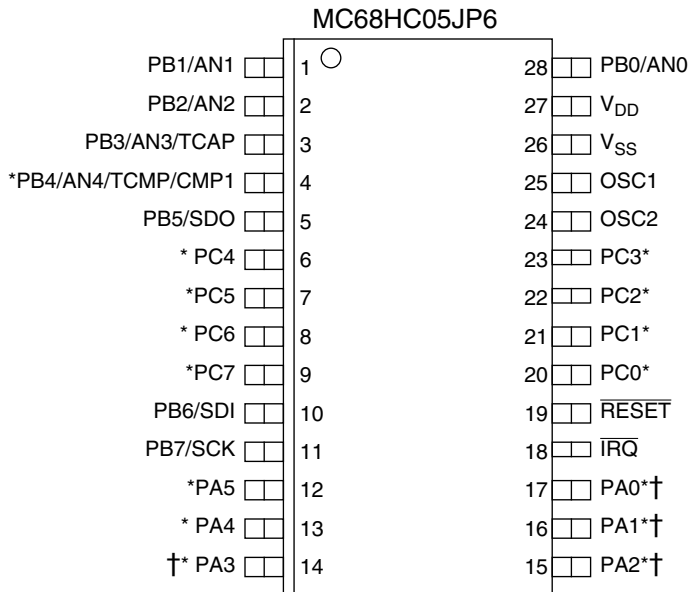 MC68HC05JP6
PB1/AN1 1 28 PB0/AN0
PB2/AN2 2 27 VDD
PB3/AN3/TCAP 3 26 VSS
*PB4/AN4/TCMP/CMP1 4 25 OSC1
PB5/SDO 5 24 OSC2
* PC4 6 23 PC3*
*PC5 7 22 PC2*
* PC6 8 21 PC1*
*PC7 9 20 PC0*
PB6/SDI 10 19 RESET
PB7/SCK 11 18 IRQ
*PA5 12 17 PA0*†
* PA4 13 16 PA1*†
†* PA3 14 15 PA2*†